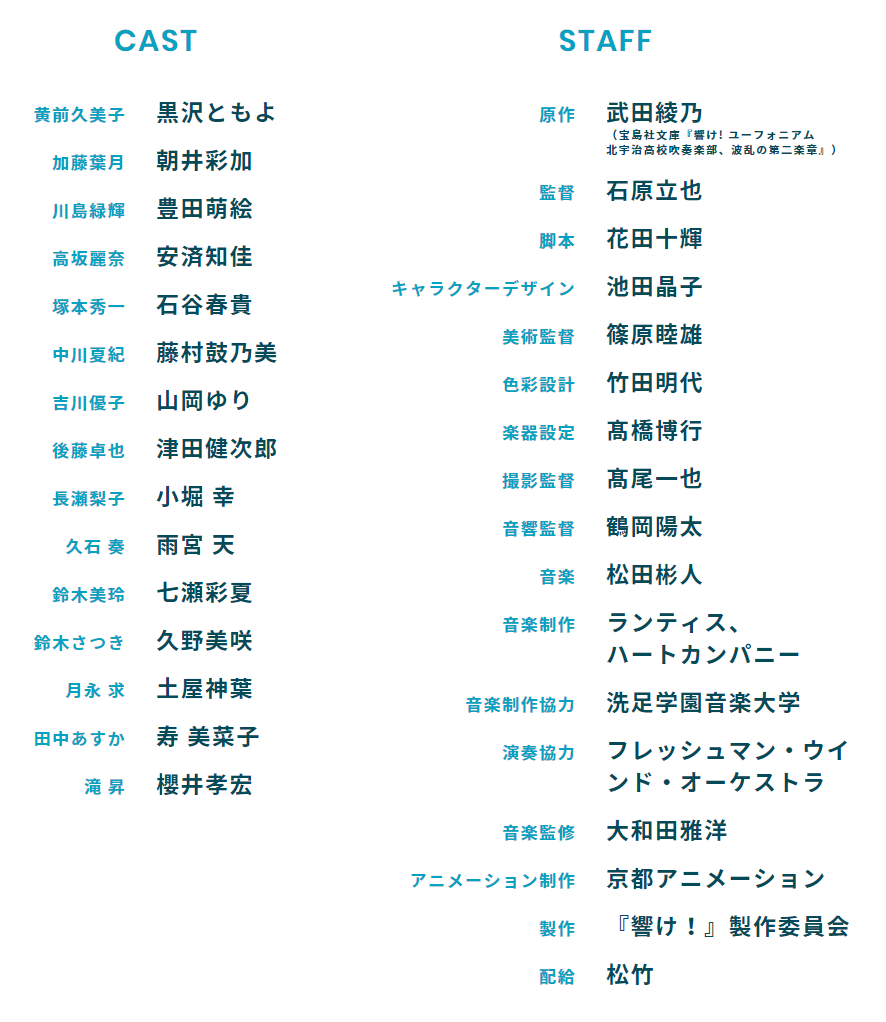 CAST
黄前久美子 黒沢ともよ
加藤葉月 朝井彩加
川島緑輝 豊田萌絵
高坂麗奈 安済知佳
塚本秀一 石谷春貴
中川夏紀 藤村鼓乃美
吉川優子 山岡ゆり
後藤卓也 津田健次郎
長瀬梨子 小堀 幸
久石 奏 雨宮 天
鈴木美玲 七瀬彩夏
鈴木さつき 久野美咲
月永 求 土屋神葉
田中あすか 寿 美菜子
滝 昇 櫻井孝宏
STAFF
原作 武田綾乃
（宝島社文庫『響け! ユーフォニアム
北宇治高校吹奏楽部、波乱の第二楽章』）
監督 石原立也
脚本 花田十輝
キャラクターデザイン 池田晶子
美術監督 篠原睦雄
色彩設計 竹田明代
楽器設定 髙橋博行
撮影監督 髙尾一也
音響監督 鶴岡陽太
音楽 松田彬人
音楽制作 ランティス、
ハートカンパニー
音楽制作協力 洗足学園音楽大学
演奏協力 フレッシュマン・ウイ
ンド・オーケストラ
音楽監修 大和田雅洋
アニメーション制作 京都アニメーション
製作 『響け！』製作委員会
配給 松竹